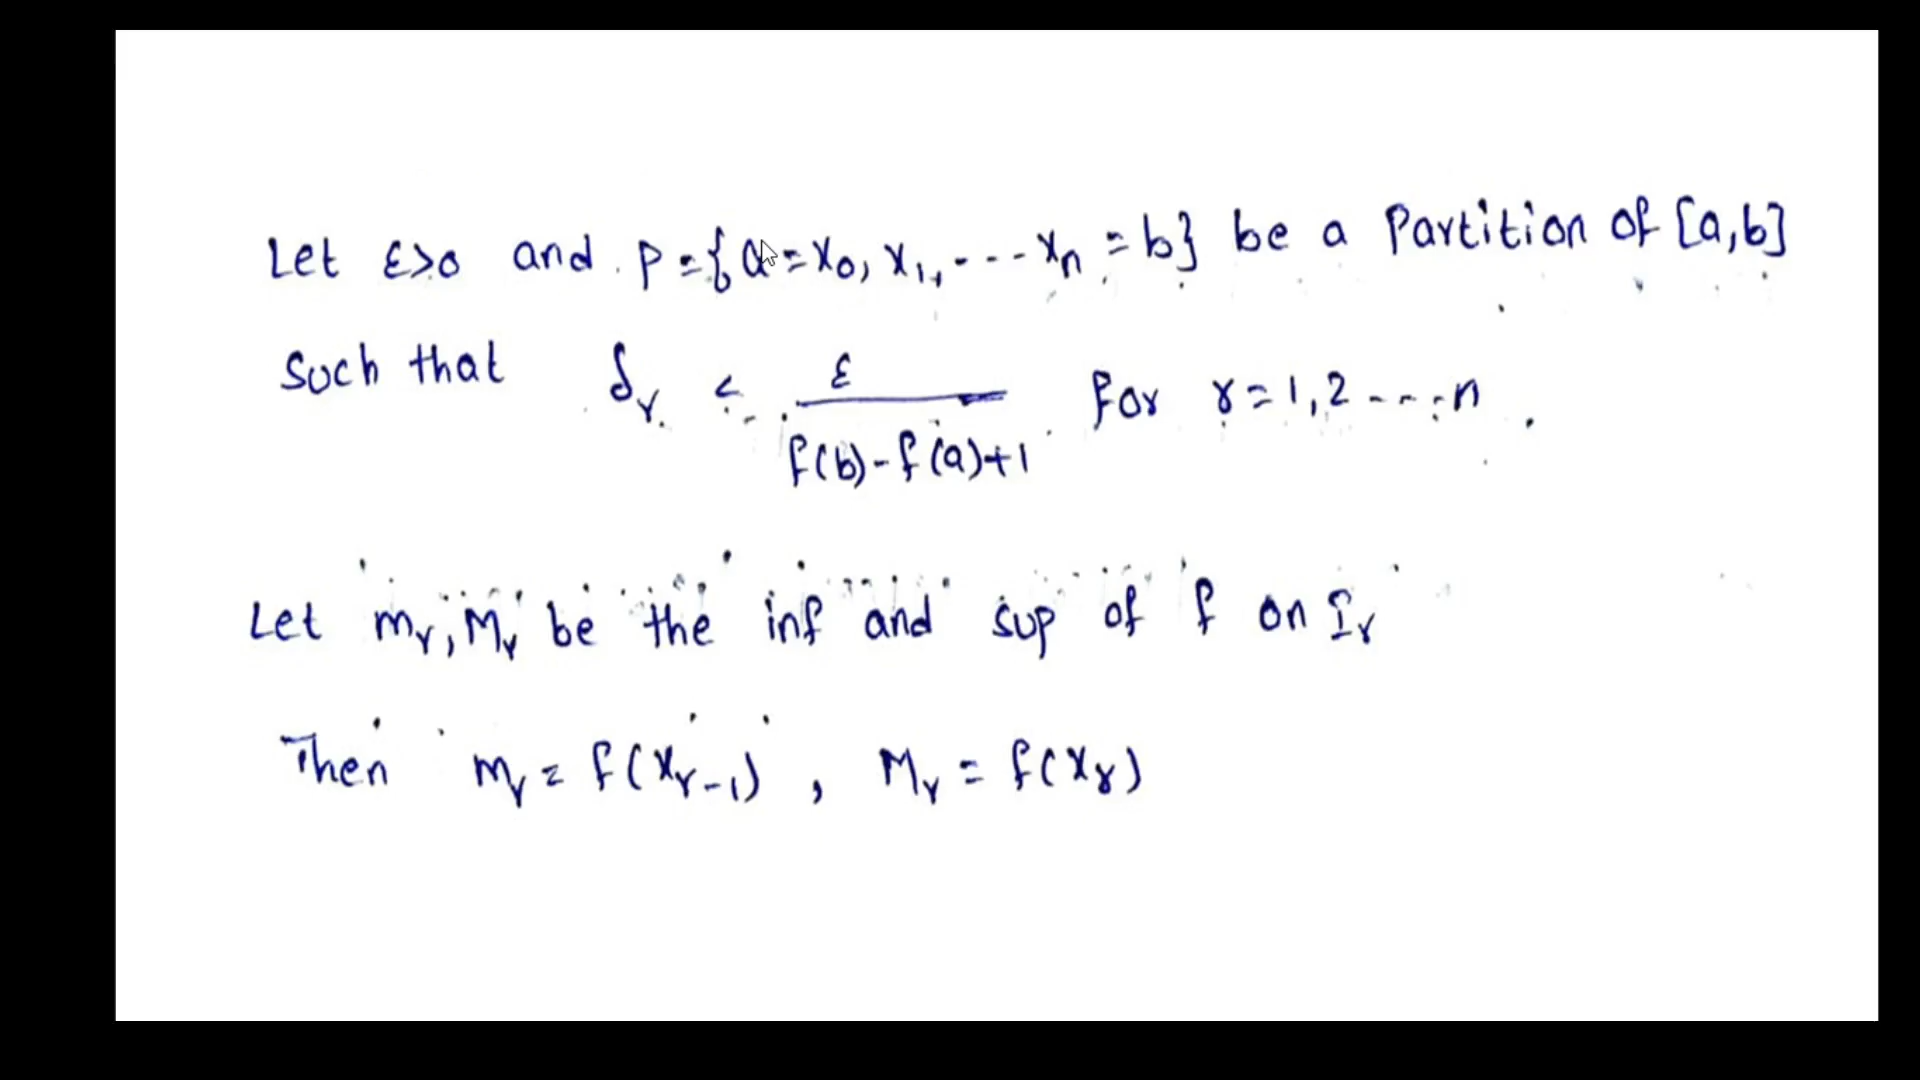 Let ε>0 and P={a=x₀, x₁, ---xₙ =b} be a Partition of [a,b]
Such that δᵣ < ε / f(b)-f(a)+1 for r=1,2----n.
Let mᵣ, Mᵣ be the inf and sup of f on Iᵣ
Then mᵣ = f(xᵣ₋₁), Mᵣ = f(xᵣ)